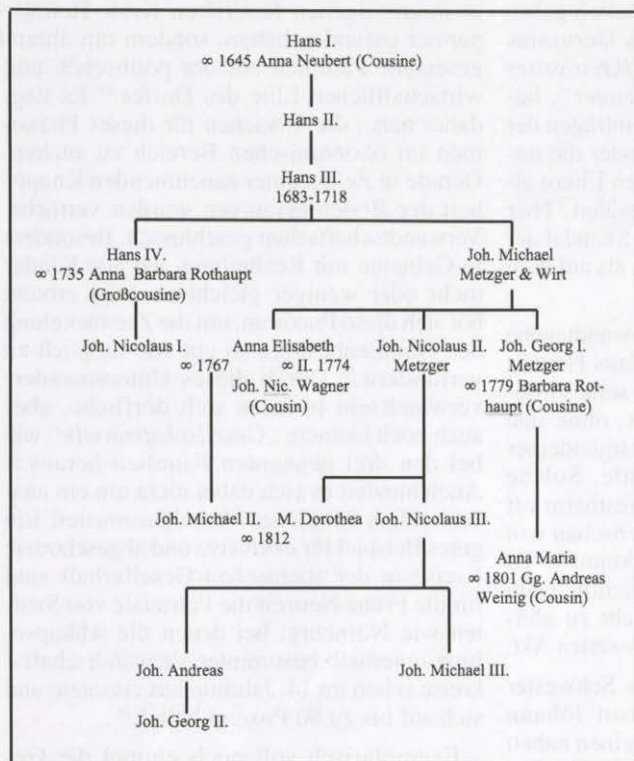 Hans I.
∞ 1645 Anna Neubert (Cousine)
Hans II.
Hans III.
1683-1718
Hans IV.
∞ 1735 Anna Barbara Rothaupt
(Großcousine)
Joh. Michael
Metzger & Wirt
Joh. Nicolaus I.
∞ 1767
Anna Elisabeth
∞ II. 1774
Joh. Nic. Wagner
(Cousin)
Joh. Nicolaus II.
Metzger
Joh. Georg I.
Metzger
∞ 1779 Barbara Rot-
haupt (Cousine)
Joh. Michael II.
∞ 1812
M. Dorothea
Joh. Nicolaus III.
Anna Maria
∞ 1801 Gg. Andreas
Weinig (Cousin)
Joh. Andreas
Joh. Michael III.
Joh. Georg II.